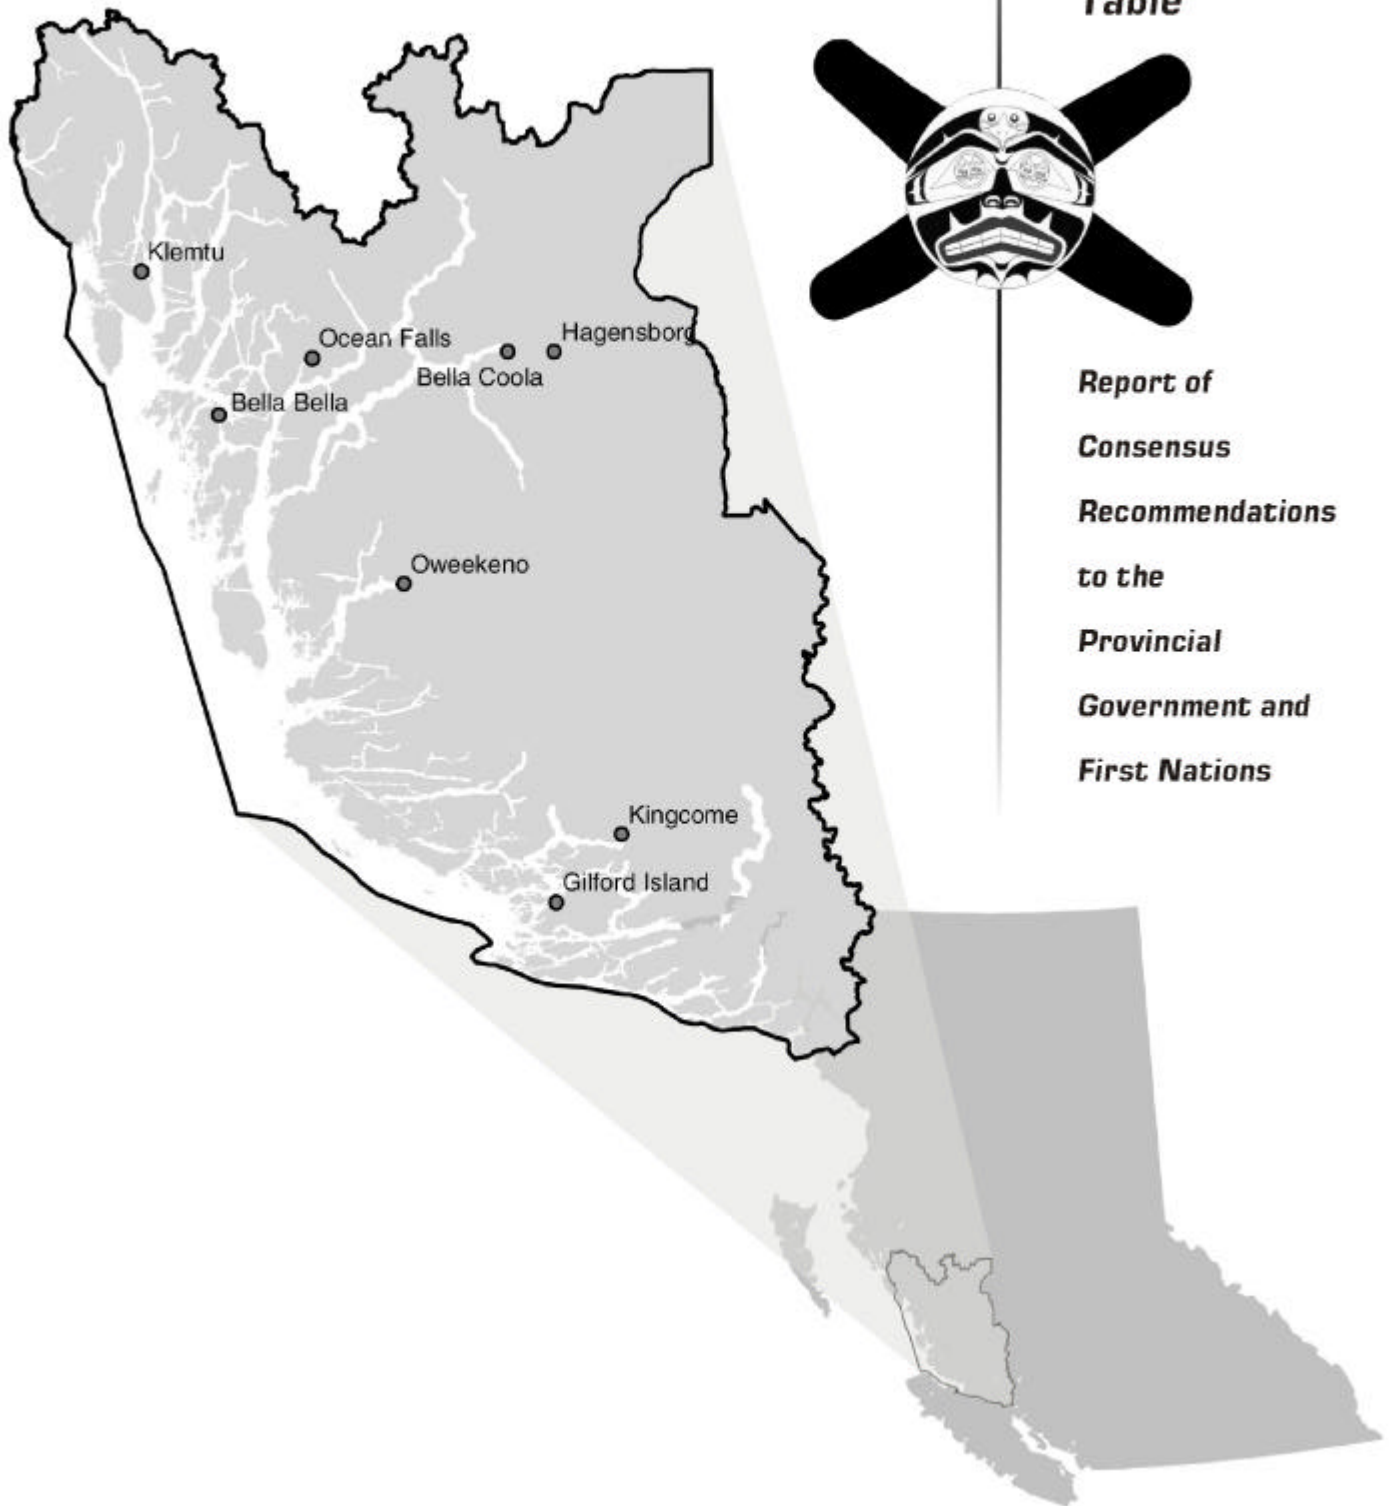 Table
Klemtu
Ocean Falls
Hagensborg
Bella Coola
Bella Bella
Oweekeno
Kingcome
Gilford Island
Report of
Consensus
Recommendations
to the
Provincial
Government and
First Nations